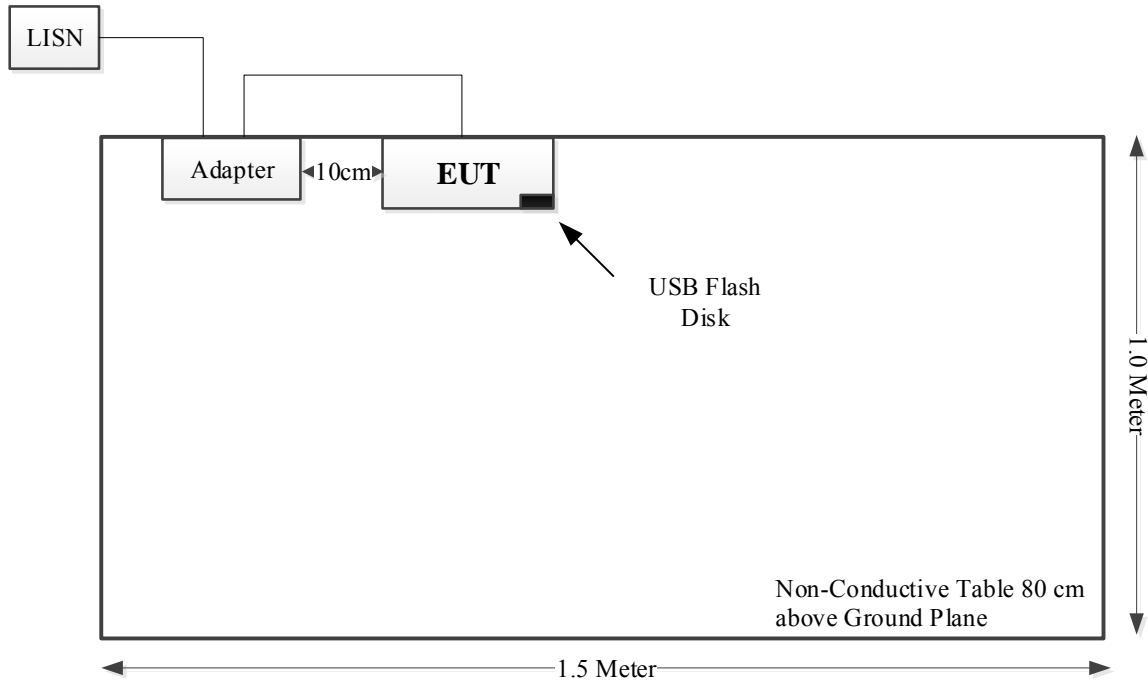 LISN
Adapter
10cm
EUT
USB Flash
Disk
1.0 Meter
Non-Conductive Table 80 cm
above Ground Plane
1.5 Meter